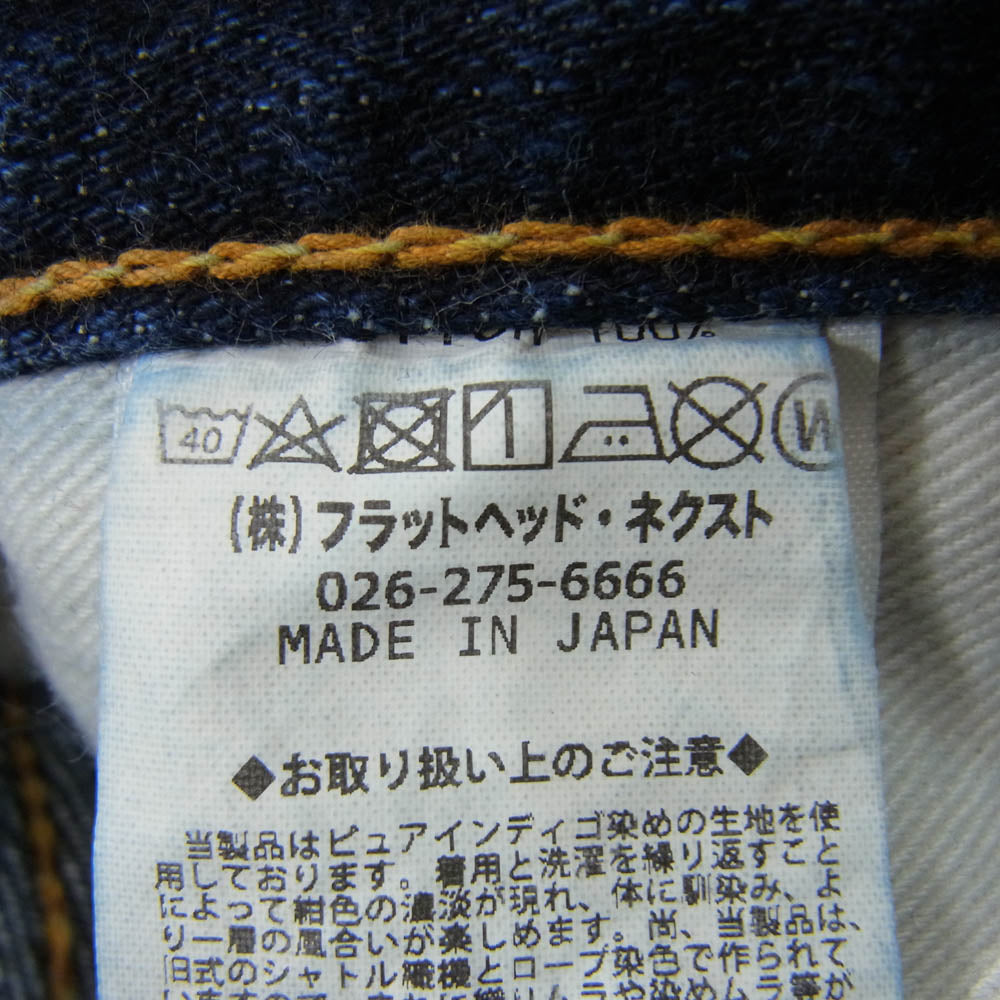 100%
40 W
(株)フラットヘッド・ネクスト
026-275-6666
MADE IN JAPAN
◆お取り扱い上のご注意◆
当製品はピュアインディゴ染めの生地を使
用しております。着用と洗濯を繰り返すこと
によって紺色の濃淡が現れ、体に馴染み、よ
り一層の風合いが楽しめます。尚、当製品は、
旧式のシャトル織機とロープ染色で作られて